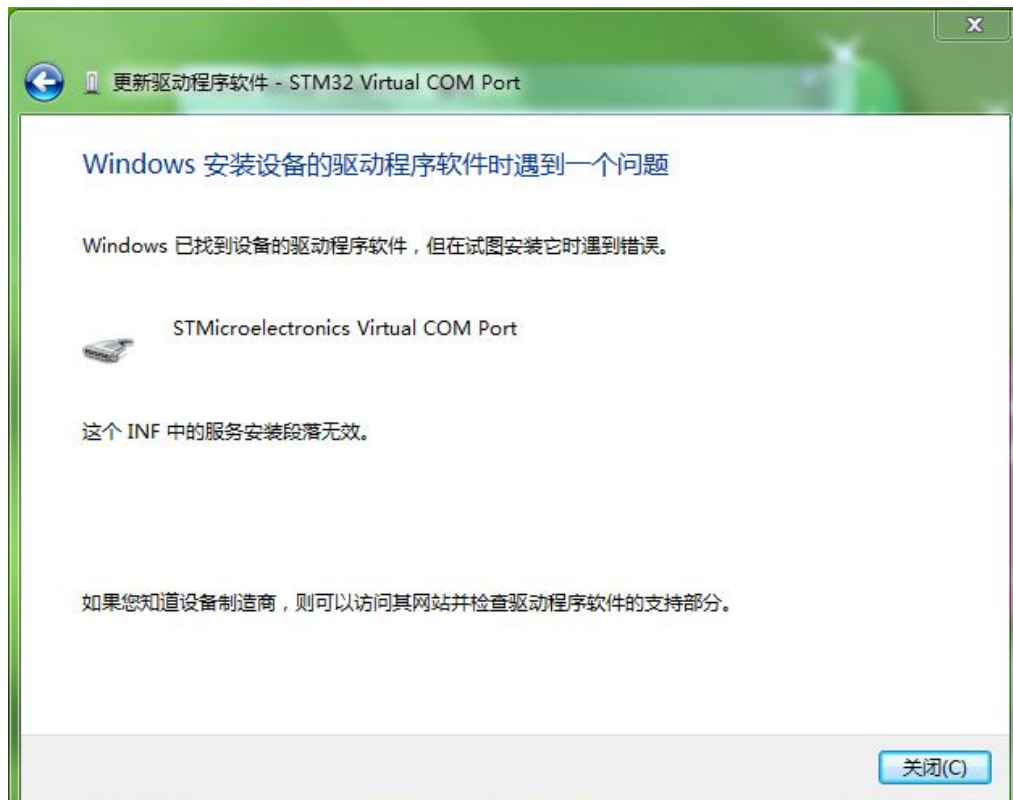 更新驱动程序软件 - STM32 Virtual COM Port
Windows 安装设备的驱动程序软件时遇到一个问题
Windows 已找到设备的驱动程序软件，但在试图安装它时遇到错误。
STMicroelectronics Virtual COM Port
这个 INF 中的服务安装段落无效。
如果您知道设备制造商，则可以访问其网站并检查驱动程序软件的支持部分。
关闭(C)